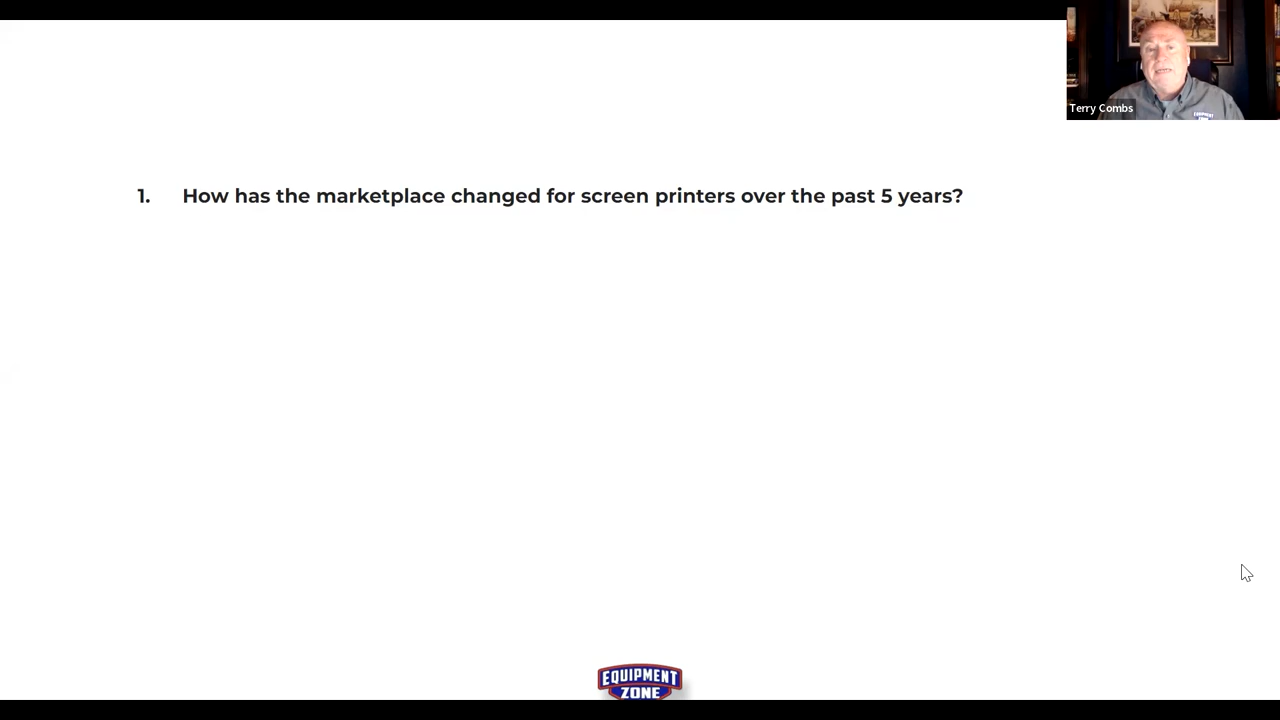 Terry Combs
1. How has the marketplace changed for screen printers over the past 5 years?
EQUIPMENT
ZONE